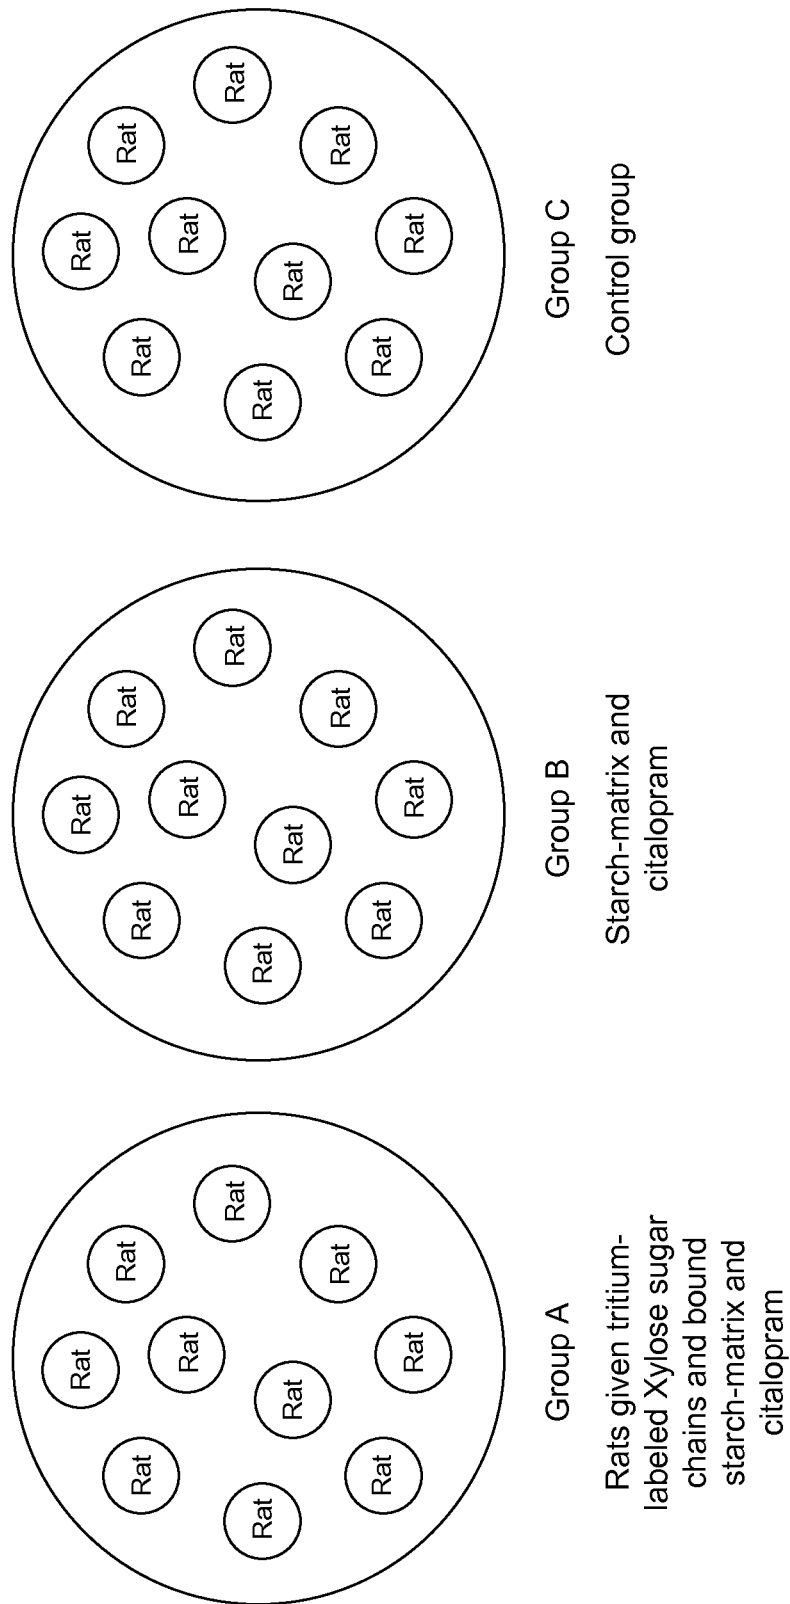 Rat
Rat
Rat
Rat
Rat
Rat
Rat
Rat
Rat
Rat
Group A
Rats given tritium-
labeled Xylose sugar
chains and bound
starch-matrix and
citalopram
Rat
Rat
Rat
Rat
Rat
Rat
Rat
Rat
Rat
Rat
Group B
Starch-matrix and
citalopram
Rat
Rat
Rat
Rat
Rat
Rat
Rat
Rat
Rat
Rat
Group C
Control group